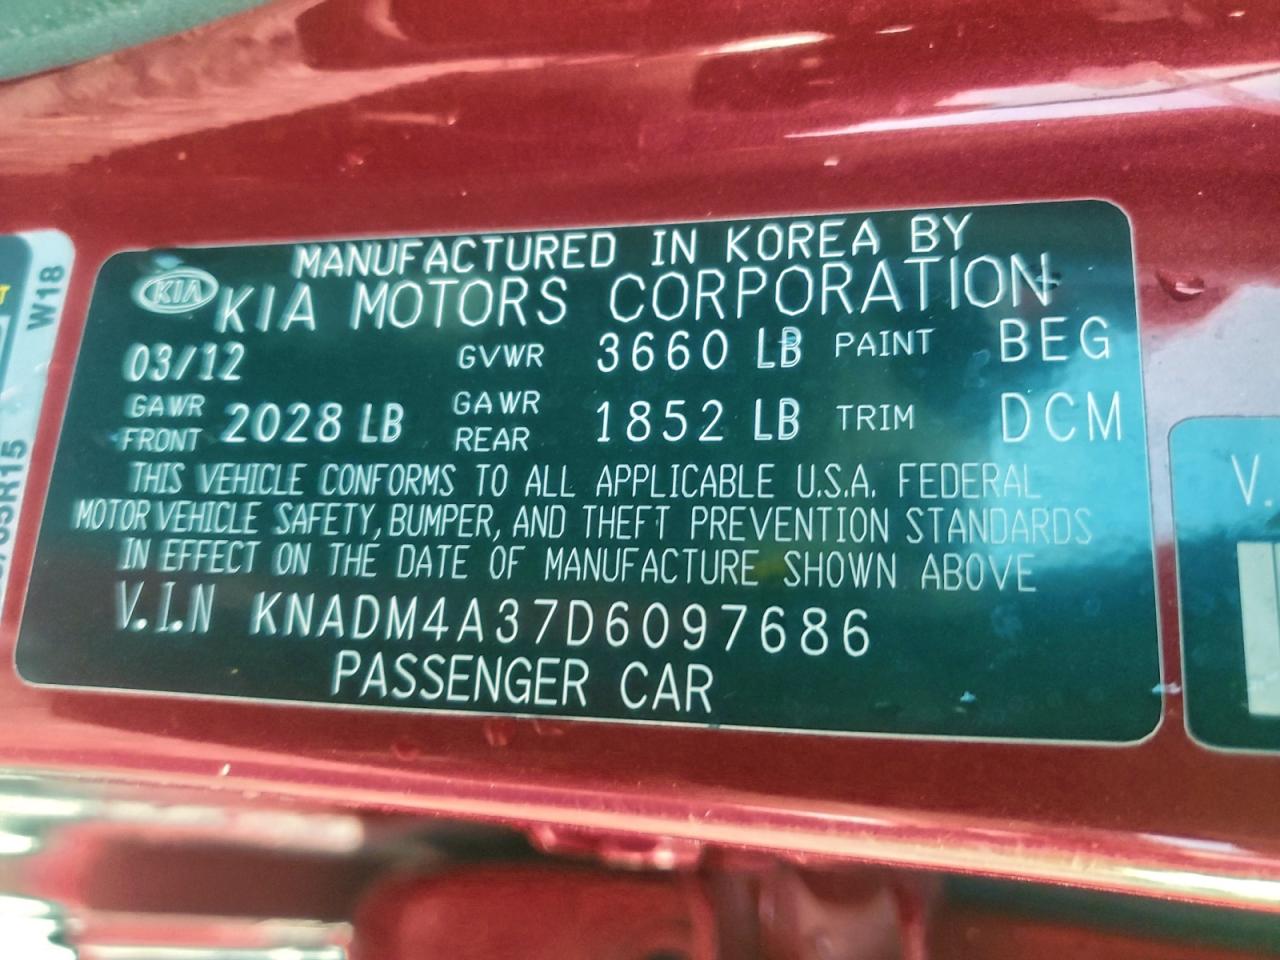 MANUFACTURED IN KOREA BY
KIA KIA MOTORS CORPORATION
03/12 GVWR 3660 LB PAINT BEG
GAWR FRONT 2028 LB GAWR REAR 1852 LB TRIM DCM
THIS VEHICLE CONFORMS TO ALL APPLICABLE U.S.A. FEDERAL
MOTOR VEHICLE SAFETY, BUMPER, AND THEFT PREVENTION STANDARDS
IN EFFECT ON THE DATE OF MANUFACTURE SHOWN ABOVE
V.I.N KNADM4A37D6097686
PASSENGER CAR
W18
R15
V.